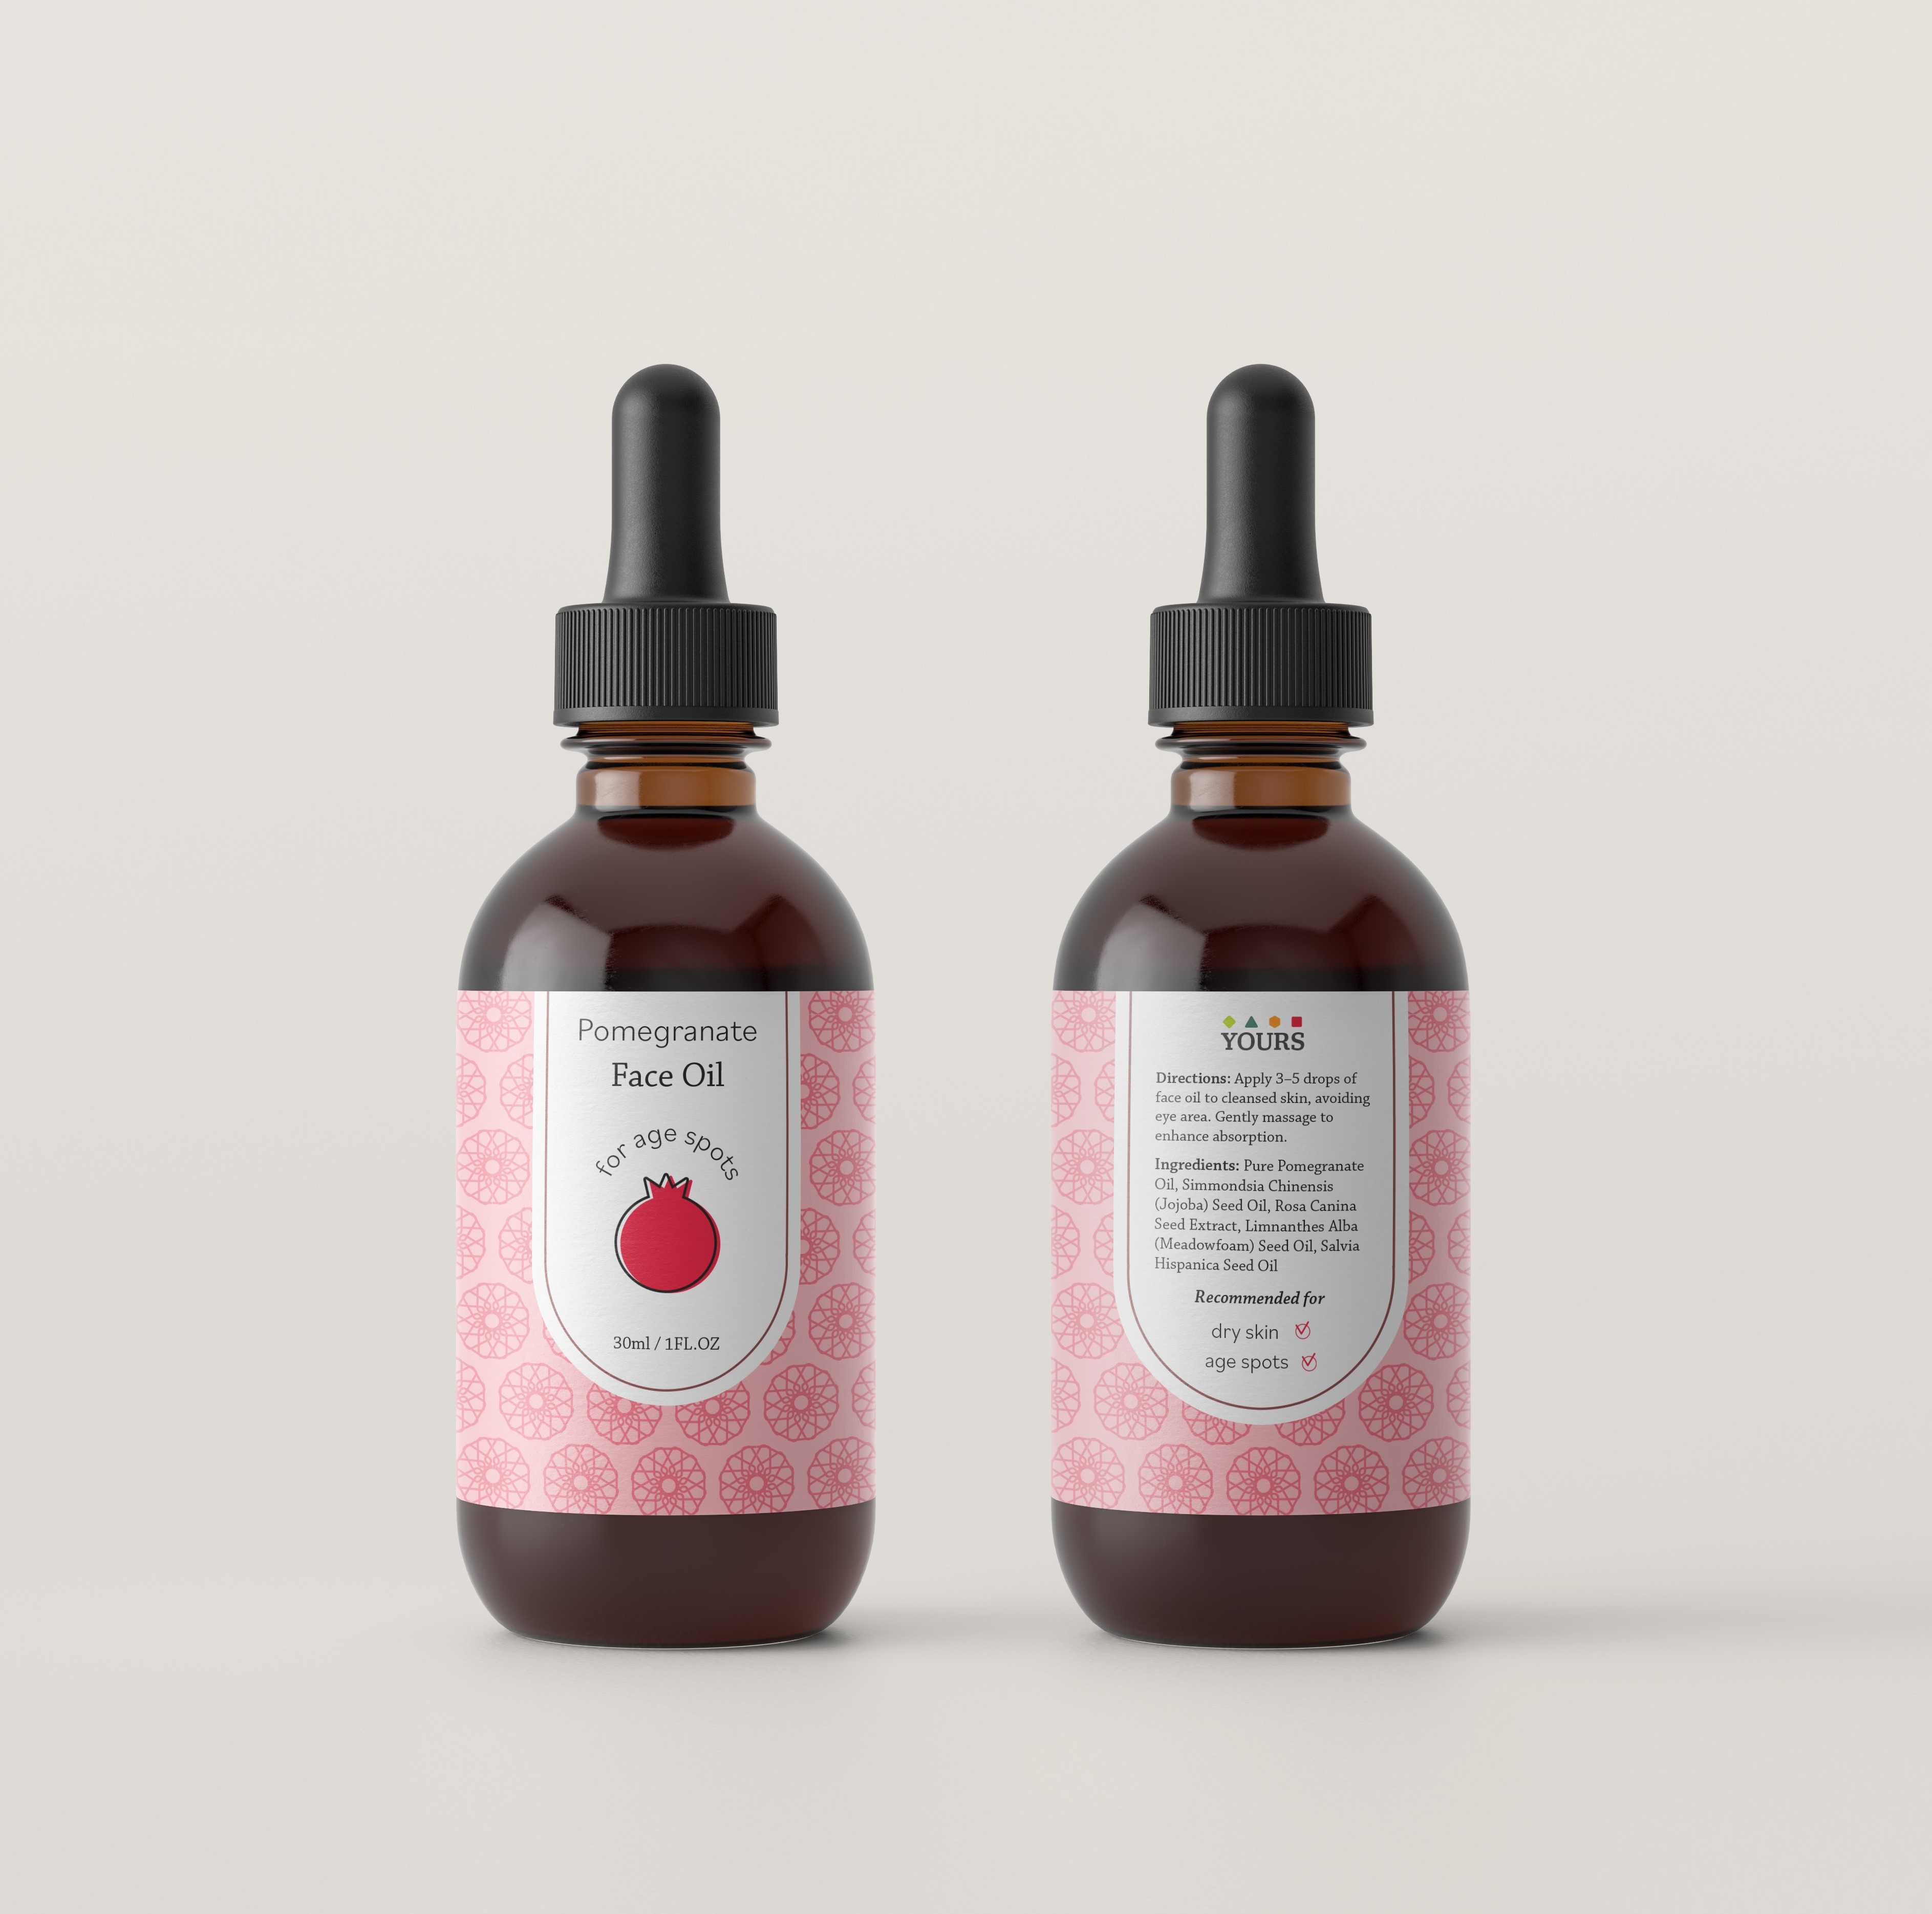 Pomegranate
Face Oil
for age spots
30ml / 1FL.OZ
YOURS
Directions: Apply 3–5 drops of
face oil to cleansed skin, avoiding
eye area. Gently massage to
enhance absorption.
Ingredients: Pure Pomegranate
Oil, Simmondsia Chinensis
(Jojoba) Seed Oil, Rosa Canina
Seed Extract, Limnanthes Alba
(Meadowfoam) Seed Oil, Salvia
Hispanica Seed Oil
Recommended for
dry skin
age spots